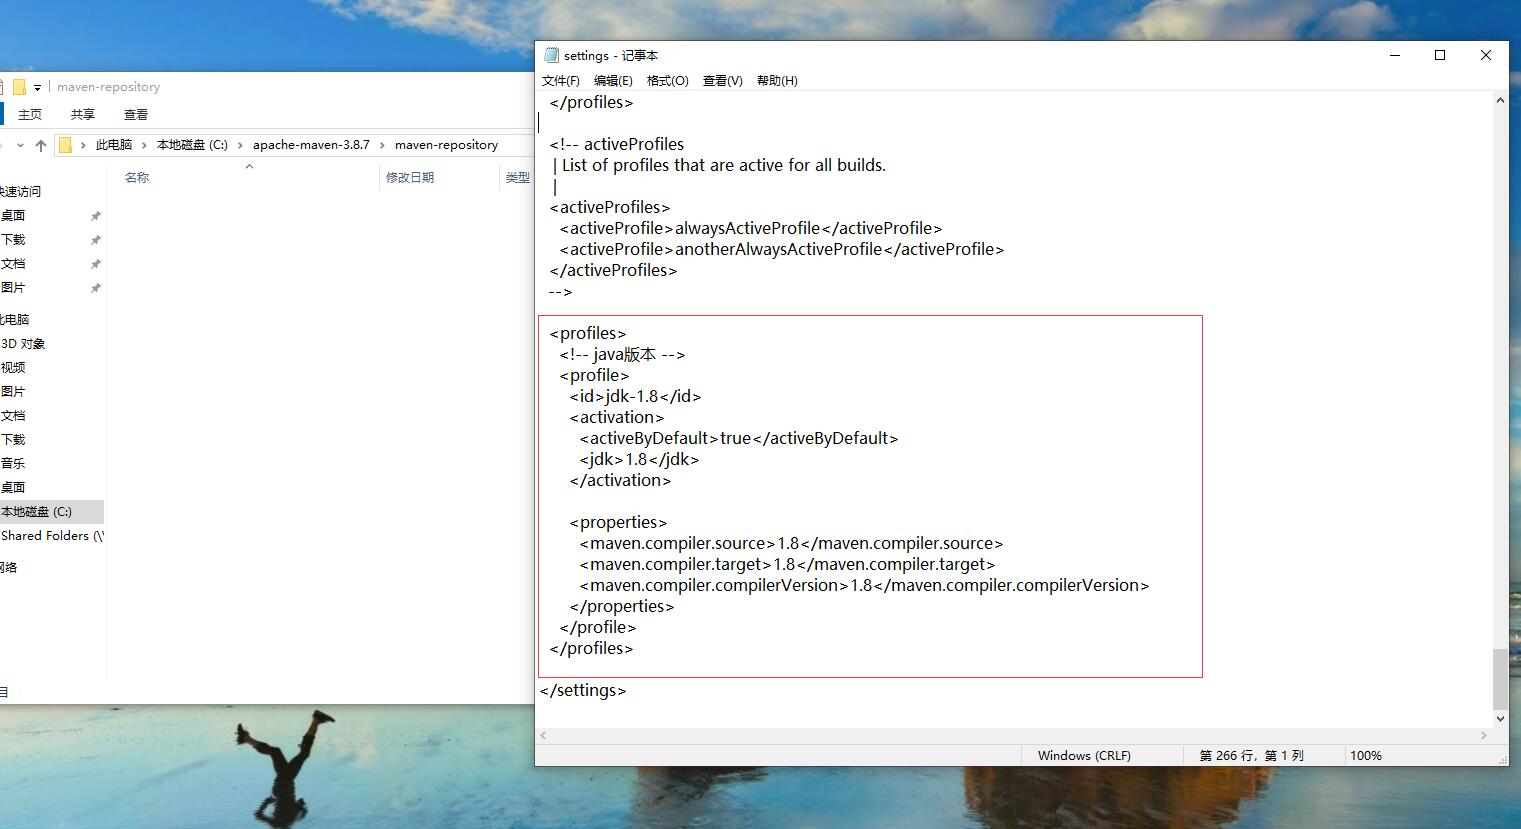 maven-repository
主页 共享 查看
此电脑 本地磁盘 (C:) apache-maven-3.8.7 maven-repository
名称 修改日期 类型
快速访问
桌面
下载
文档
图片
此电脑
3D 对象
视频
图片
文档
下载
音乐
桌面
本地磁盘 (C:)
Shared Folders (\\
网络
settings - 记事本
文件(F) 编辑(E) 格式(O) 查看(V) 帮助(H)
</profiles>
<!-- activeProfiles
| List of profiles that are active for all builds.
|
<activeProfiles>
<activeProfile>alwaysActiveProfile</activeProfile>
<activeProfile>anotherAlwaysActiveProfile</activeProfile>
</activeProfiles>
-->
<profiles>
<!-- java版本 -->
<profile>
<id>jdk-1.8</id>
<activation>
<activeByDefault>true</activeByDefault>
<jdk>1.8</jdk>
</activation>
<properties>
<maven.compiler.source>1.8</maven.compiler.source>
<maven.compiler.target>1.8</maven.compiler.target>
<maven.compiler.compilerVersion>1.8</maven.compiler.compilerVersion>
</properties>
</profile>
</profiles>
</settings>
Windows (CRLF) 第 266 行，第 1 列 100%